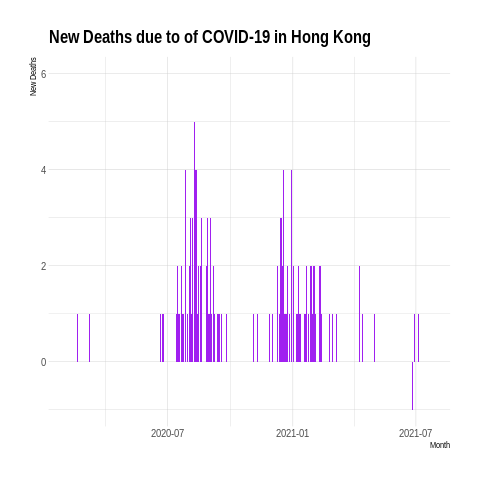 New Deaths due to of COVID-19 in Hong Kong
New Deaths
6
4
2
0
2020-07 2021-01 2021-07
Month